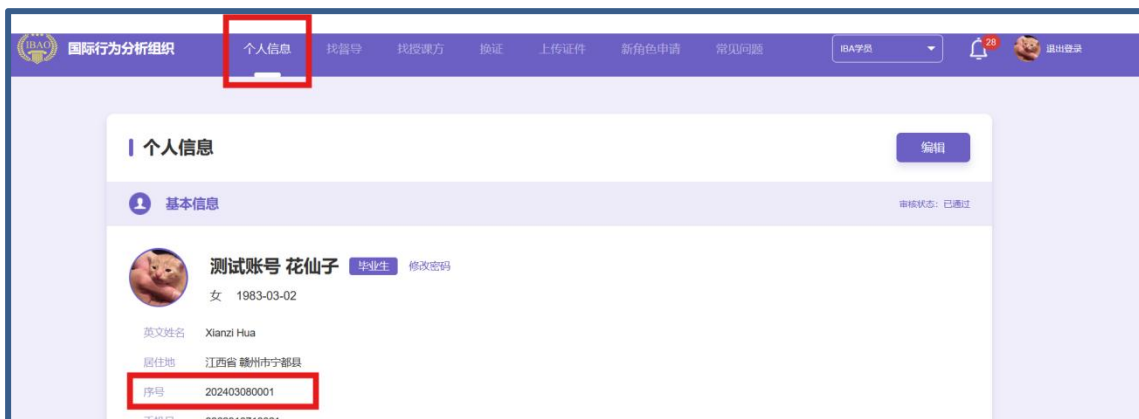 IBAO 国际行为分析组织 个人信息 找督导 找授课方 换证 上传证件 新角色申请 常见问题 IBA学员 28 退出登录
个人信息 编辑
基本信息 审核状态：已通过
测试账号 花仙子 毕业生 修改密码
女 1983-03-02
英文姓名 Xianzi Hua
居住地 江西省 赣州市宁都县
序号 202403080001